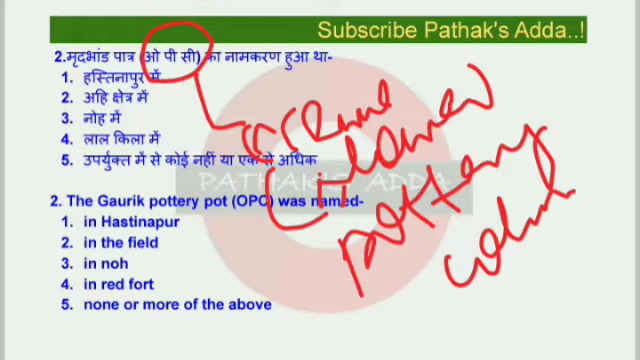 Subscribe Pathak's Adda..!
2.मृदभांड पात्र (ओ पी सी) का नामकरण हुआ था-
1. हस्तिनापुर में
2. अहि क्षेत्र में
3. नोह में
4. लाल किला में
5. उपर्युक्त में से कोई नहीं या एक से अधिक
PATHAK'S ADDA
2. The Gaurik pottery pot (OPC) was named-
1. in Hastinapur
2. in the field
3. in noh
4. in red fort
5. none or more of the above
pottery